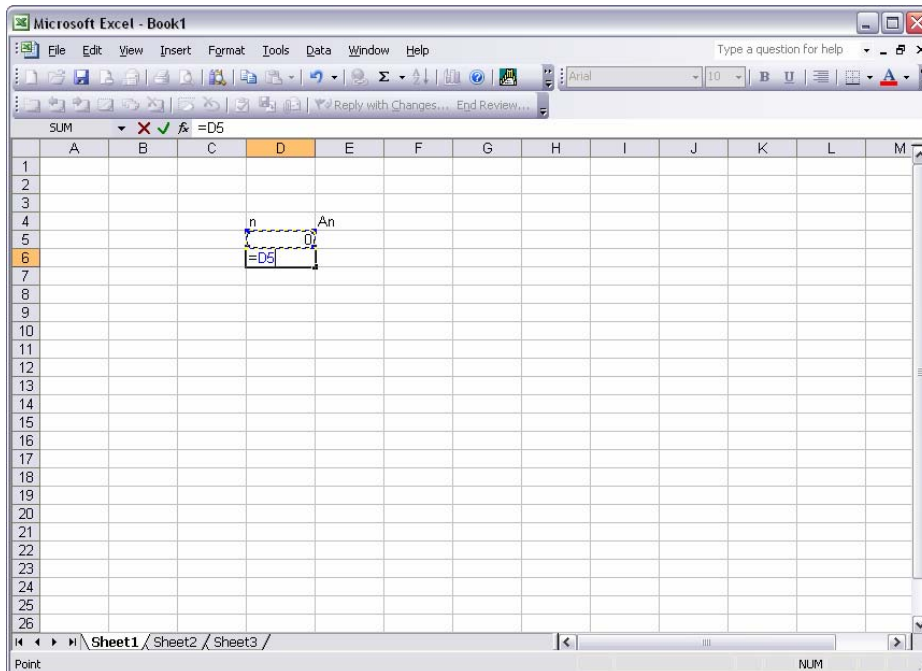 Microsoft Excel - Book1
File Edit View Insert Format Tools Data Window Help Type a question for help
Σ Arial 10 B U A
Reply with Changes... End Review...
SUM fx =D5
A B C D E F G H I J K L M
1
2
3
4 n An
5 0
6 =D5
7
8
9
10
11
12
13
14
15
16
17
18
19
20
21
22
23
24
25
26
Sheet1 Sheet2 Sheet3
Point NUM